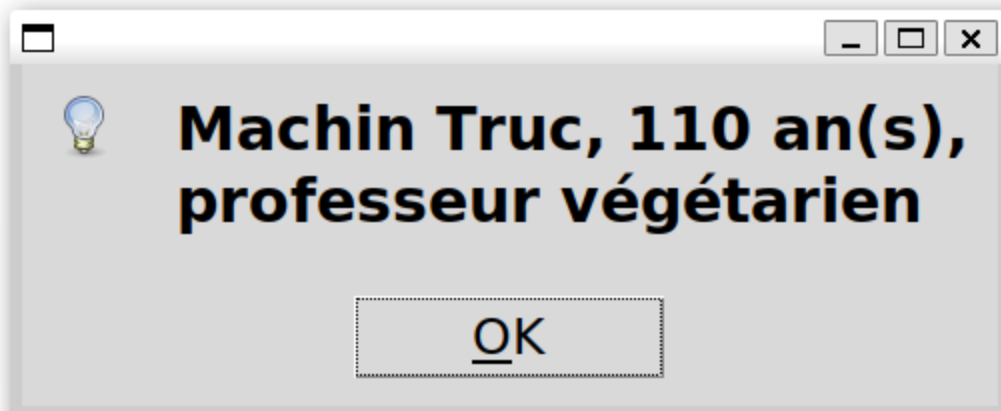 Machin Truc, 110 an(s),
professeur végétarien
OK